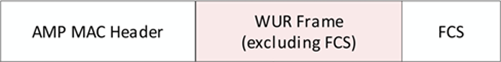 AMP MAC Header
WUR Frame
(excluding FCS)
FCS